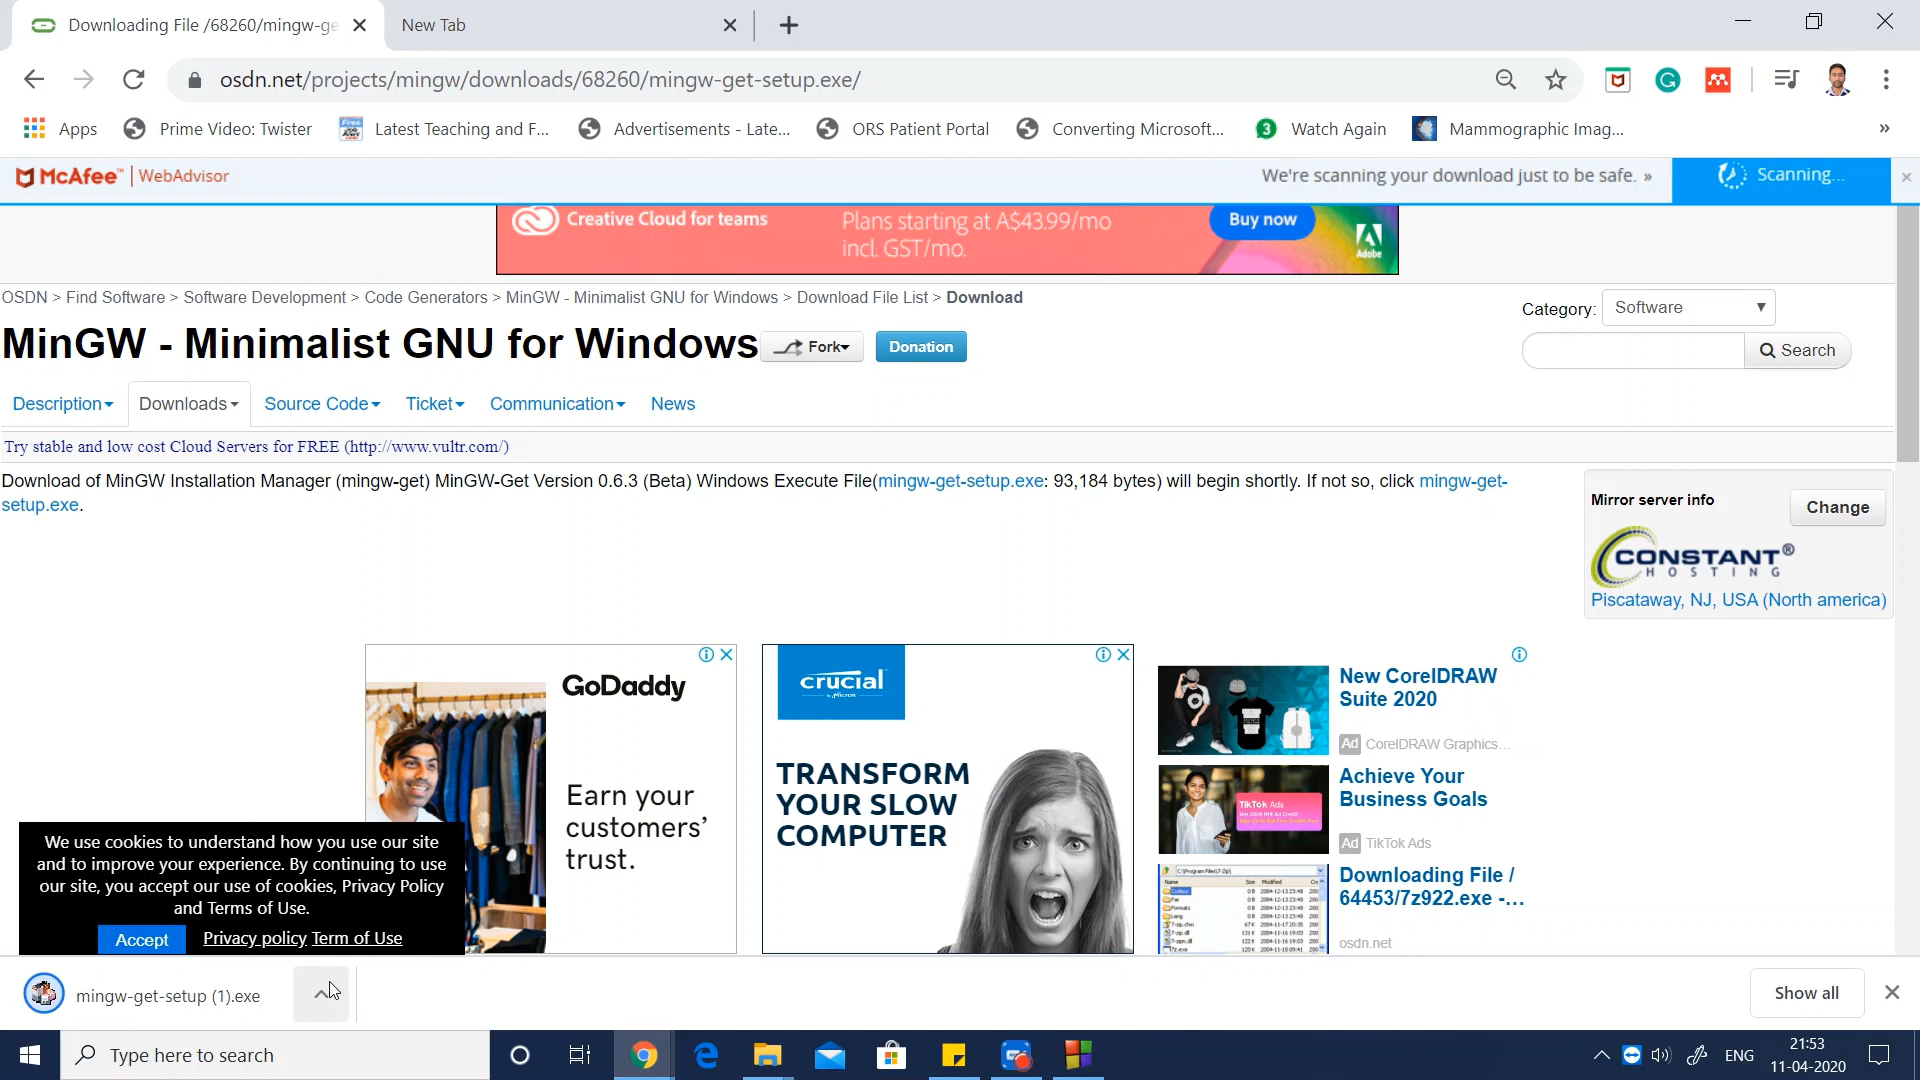 Downloading File /68260/mingw-ge
New Tab
osdn.net/projects/mingw/downloads/68260/mingw-get-setup.exe/
Apps
Prime Video: Twister
Latest Teaching and F...
Advertisements - Late...
ORS Patient Portal
Converting Microsoft...
3
Watch Again
Mammographic Imag...
»
McAfee™ | WebAdvisor
We're scanning your download just to be safe. »
Scanning...
Creative Cloud for teams
Plans starting at A$43.99/mo
incl. GST/mo.
Buy now
Adobe
OSDN > Find Software > Software Development > Code Generators > MinGW - Minimalist GNU for Windows > Download File List > Download
Category:
Software
MinGW - Minimalist GNU for Windows
Fork
Donation
Search
Description
Downloads
Source Code
Ticket
Communication
News
Try stable and low cost Cloud Servers for FREE (http://www.vultr.com/)
Download of MinGW Installation Manager (mingw-get) MinGW-Get Version 0.6.3 (Beta) Windows Execute File(mingw-get-setup.exe: 93,184 bytes) will begin shortly. If not so, click mingw-get-
setup.exe.
Mirror server info
Change
CONSTANT®
HOSTING
Piscataway, NJ, USA (North america)
GoDaddy
Earn your
customers'
trust.
crucial
by Micron
TRANSFORM
YOUR SLOW
COMPUTER
New CorelDRAW
Suite 2020
Ad CorelDRAW Graphics...
TikTok Ads
Achieve Your
Business Goals
Ad TikTok Ads
Downloading File /
64453/7z922.exe -...
osdn.net
We use cookies to understand how you use our site
and to improve your experience. By continuing to use
our site, you accept our use of cookies, Privacy Policy
and Terms of Use.
Accept
Privacy policy Term of Use
mingw-get-setup (1).exe
Show all
Type here to search
ENG
21:53
11-04-2020